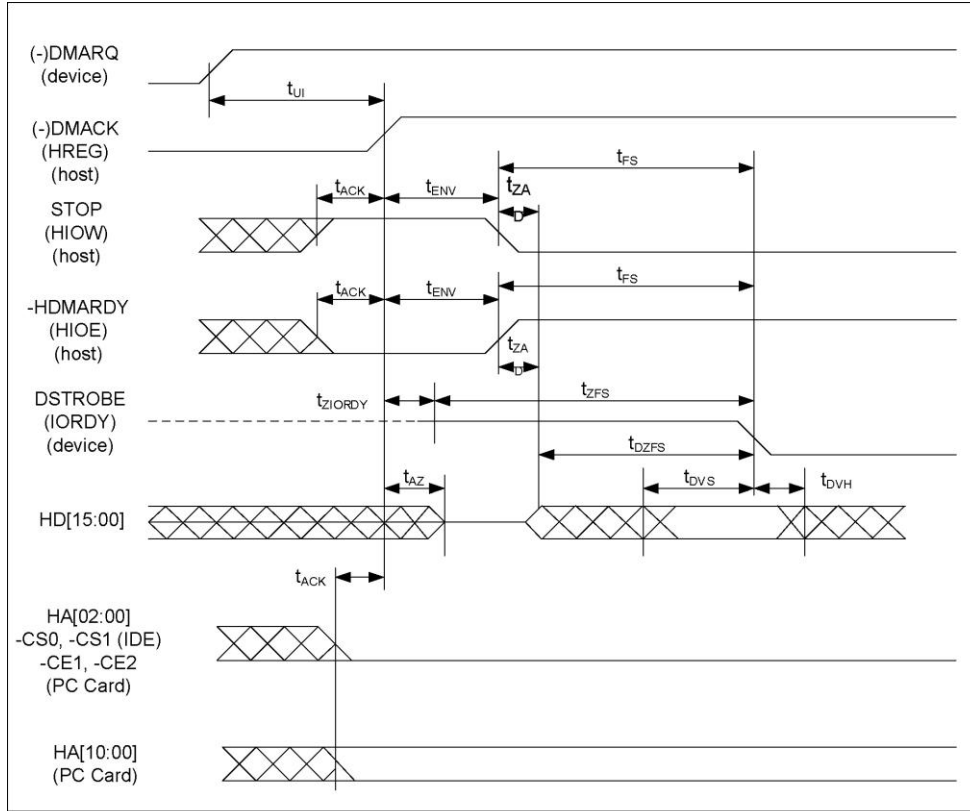 (-)DMARQ
(device)
tUI
(-)DMACK
(HREG)
(host)
tFS
tACK
tENV
tZA
D
STOP
(HIOW)
(host)
tACK
tENV
tFS
-HDMARDY
(HIOE)
(host)
tZA
D
DSTROBE
(IORDY)
(device)
tZIORDY
tZFS
tDZFS
tAZ
tDVS
tDVH
HD[15:00]
tACK
HA[02:00]
-CS0, -CS1 (IDE)
-CE1, -CE2
(PC Card)
HA[10:00]
(PC Card)